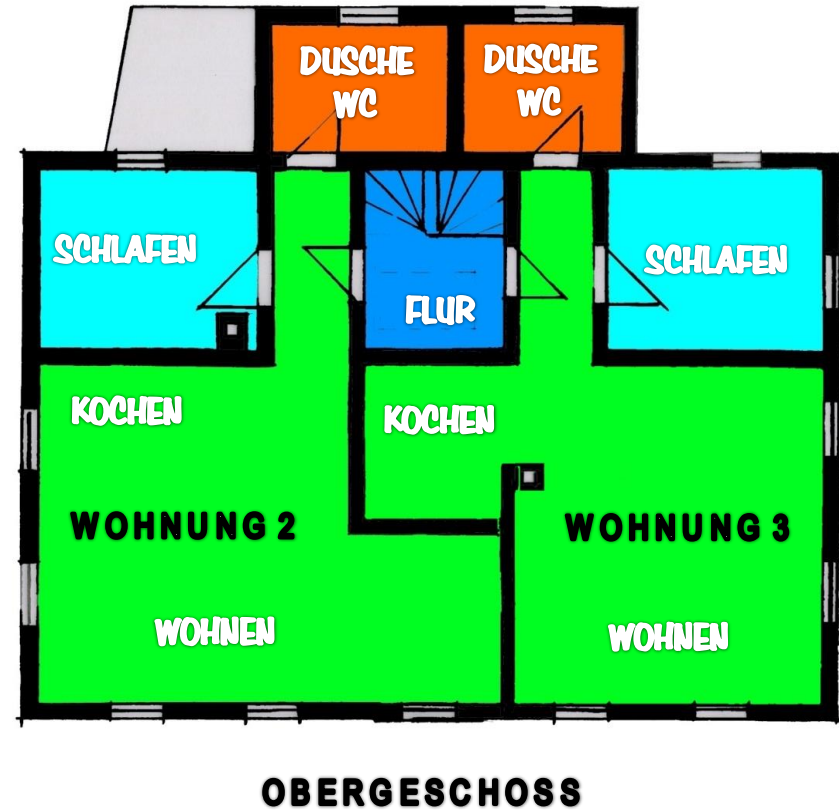 DUSCHE
WC
DUSCHE
WC
SCHLAFEN
FLUR
SCHLAFEN
KOCHEN
KOCHEN
WOHNUNG 2
WOHNUNG 3
WOHNEN
WOHNEN
OBERGESCHOSS